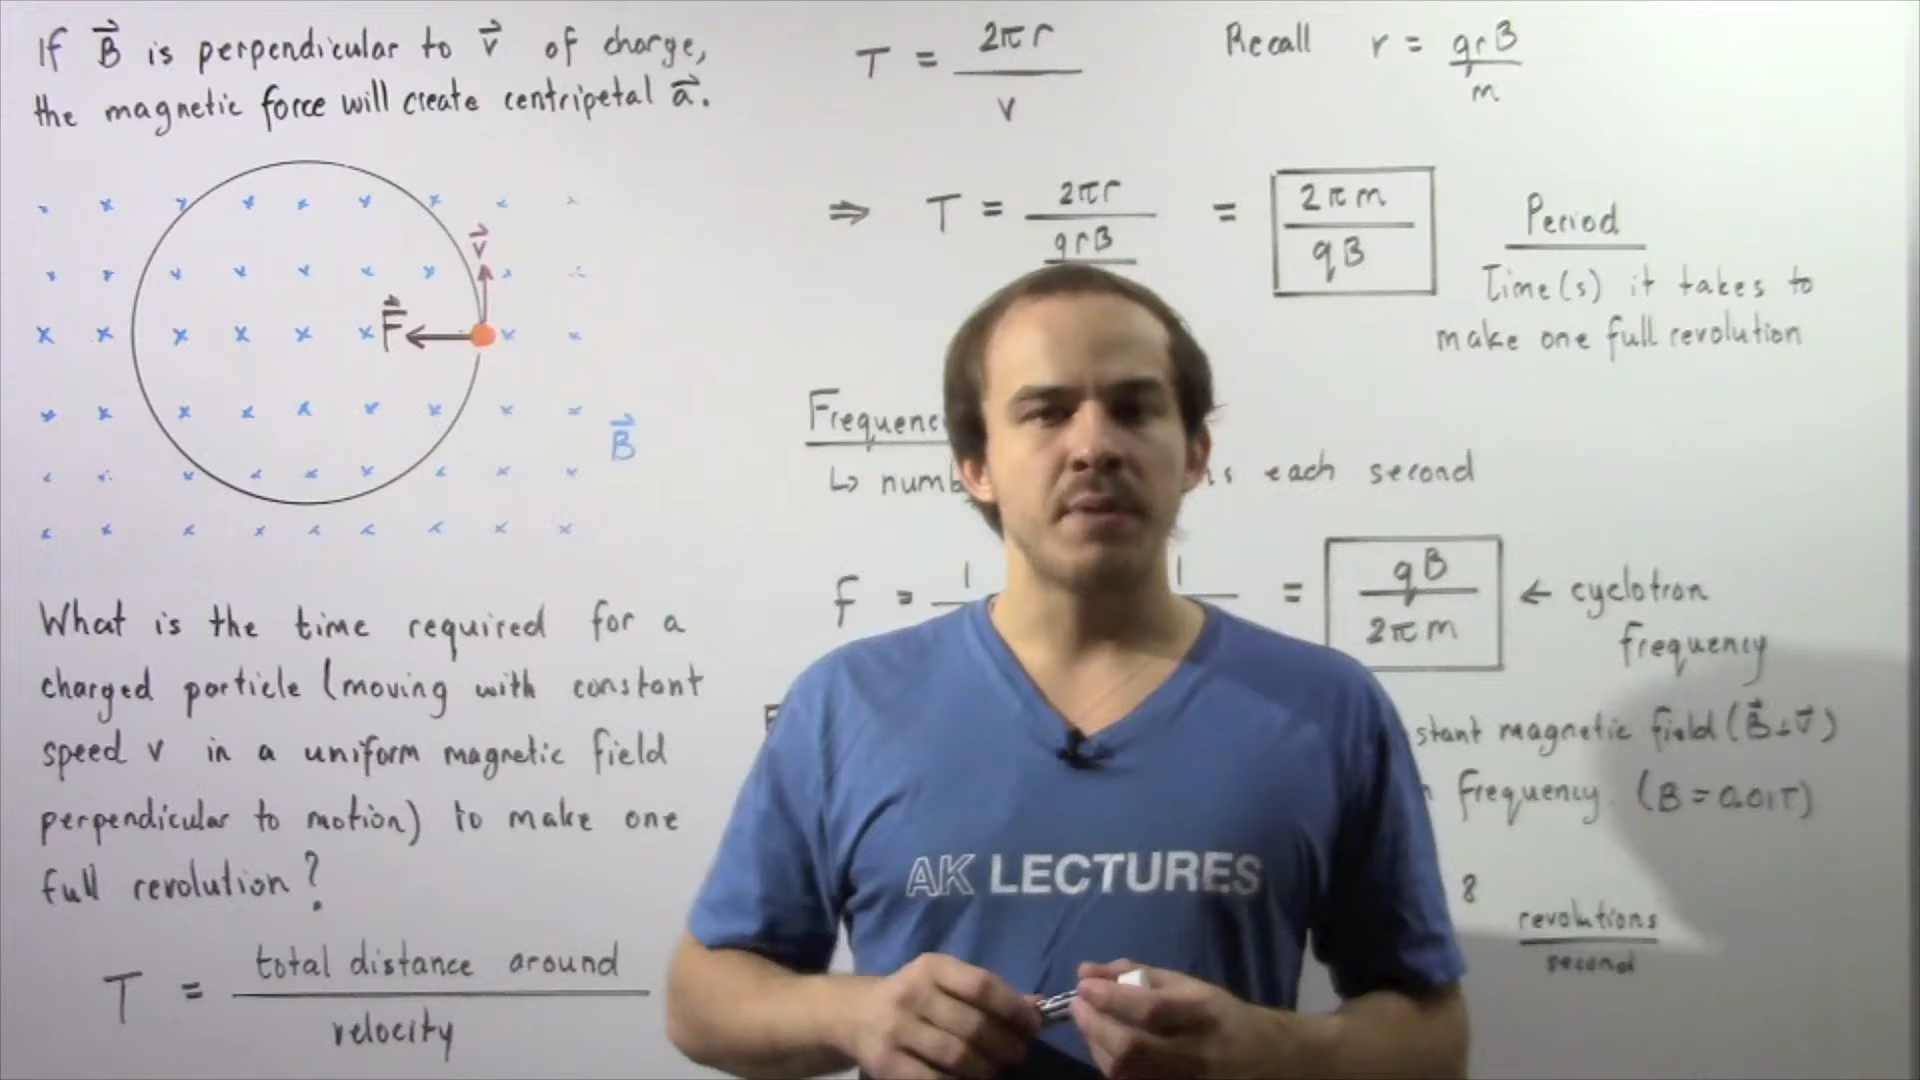 If B⃗ is perpendicular to v⃗ of charge,
the magnetic force will create centripetal a⃗.
v⃗
F⃗
B⃗
What is the time required for a
charged particle (moving with constant
speed v in a uniform magnetic field
perpendicular to motion) to make one
full revolution?
T = total distance around / velocity
T = 2πr / v
Recall r = qrB / m
⇒ T = 2πr / qrB = 2πm / qB
Period
Time(s) it takes to
make one full revolution
each second
f = 1 1 = qB / 2πm ← cyclotron
frequency
magnetic field (B⃗⊥v⃗)
frequency. (B = 0.01T)
8 revolutions / second
AK LECTURES